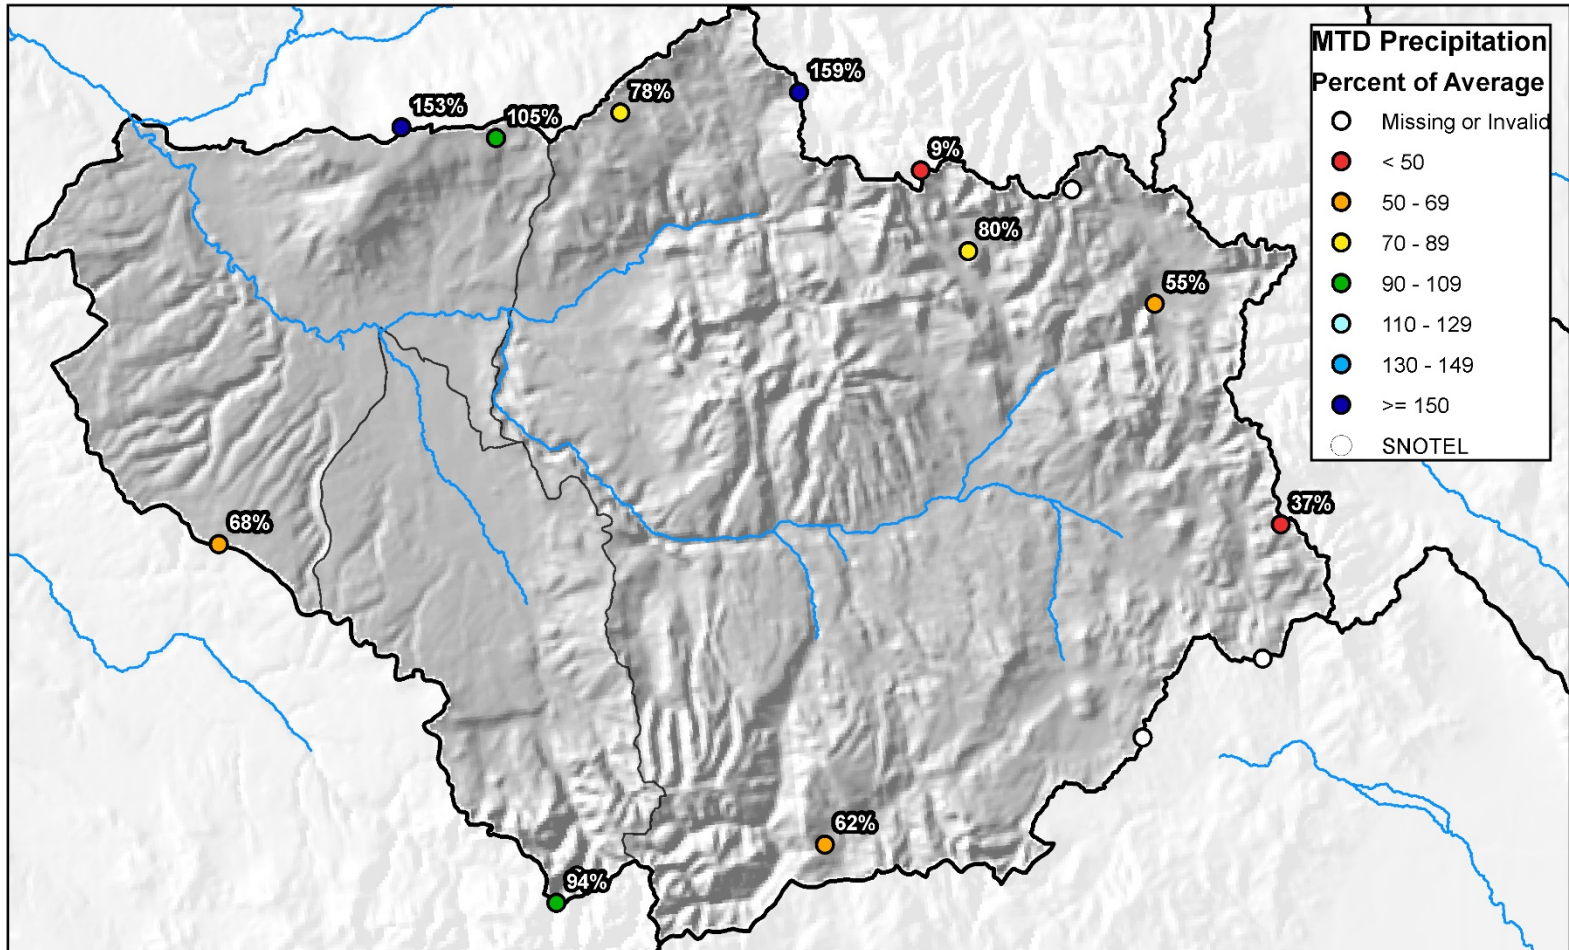 MTD Precipitation
Percent of Average
Missing or Invalid
< 50
50 - 69
70 - 89
90 - 109
110 - 129
130 - 149
>= 150
SNOTEL
159%
78%
153%
105%
9%
80%
55%
37%
68%
62%
94%